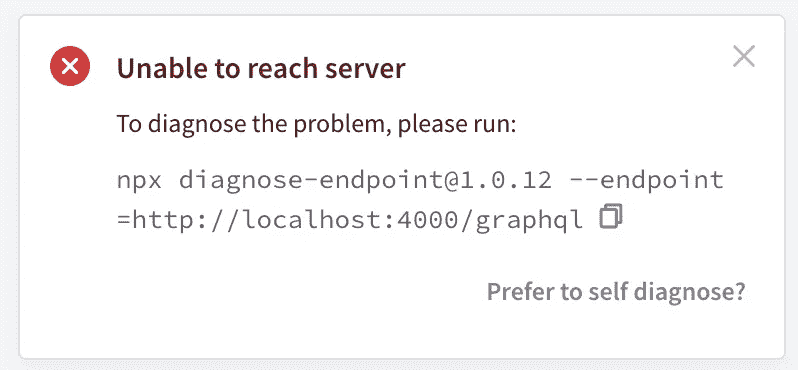 Unable to reach server
To diagnose the problem, please run:
npx diagnose-endpoint@1.0.12 --endpoint
=http://localhost:4000/graphql
Prefer to self diagnose?